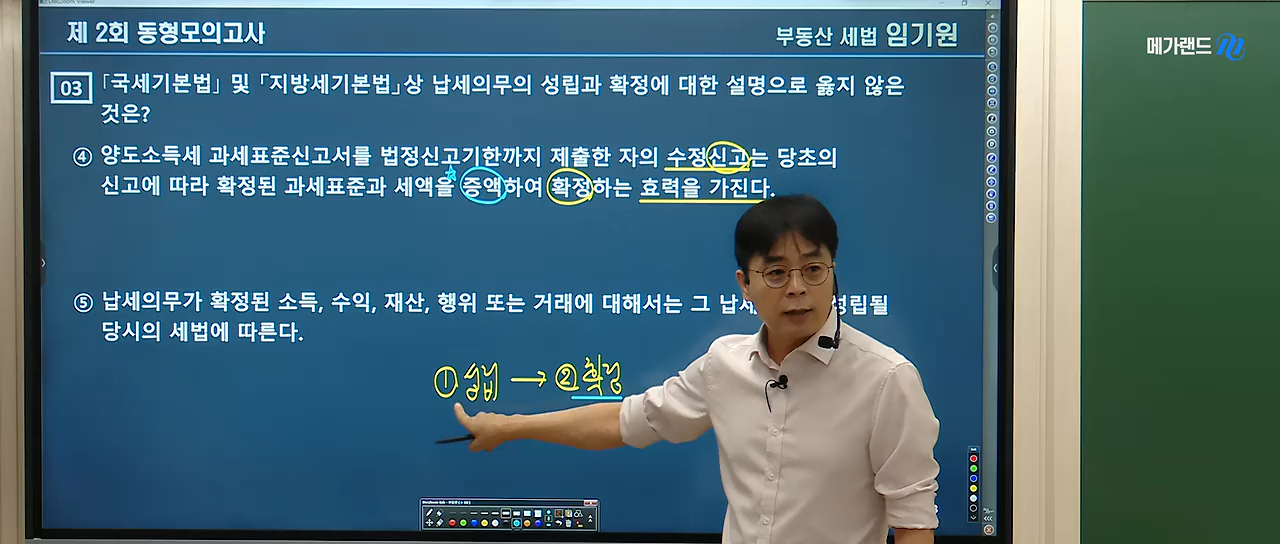 제 2회 동형모의고사
부동산 세법 임기원
메가랜드
03 「국세기본법」 및 「지방세기본법」상 납세의무의 성립과 확정에 대한 설명으로 옳지 않은
것은?
④ 양도소득세 과세표준신고서를 법정신고기한까지 제출한 자의 수정신고는 당초의
신고에 따라 확정된 과세표준과 세액을 증액하여 확정하는 효력을 가진다.
⑤ 납세의무가 확정된 소득, 수익, 재산, 행위 또는 거래에 대해서는 그 납세 성립될
당시의 세법에 따른다.
① 성립 → ② 확정